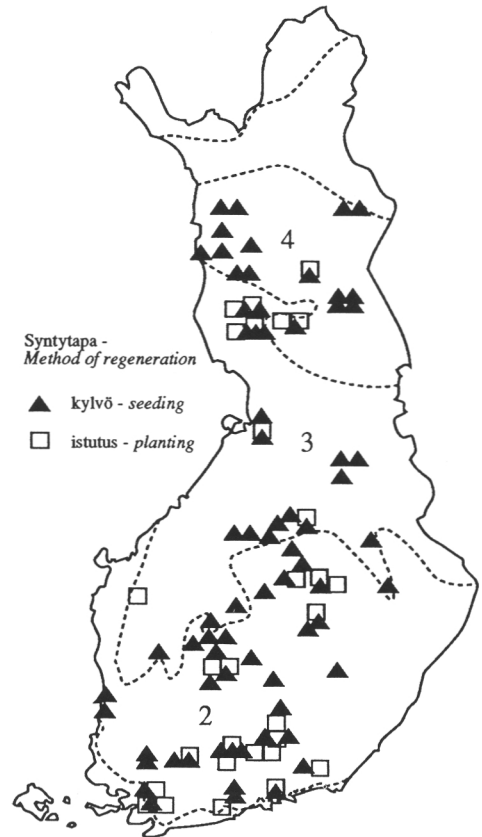 4
Syntytapa -
Method of regeneration
kylvö - seeding
istutus - planting
3
2